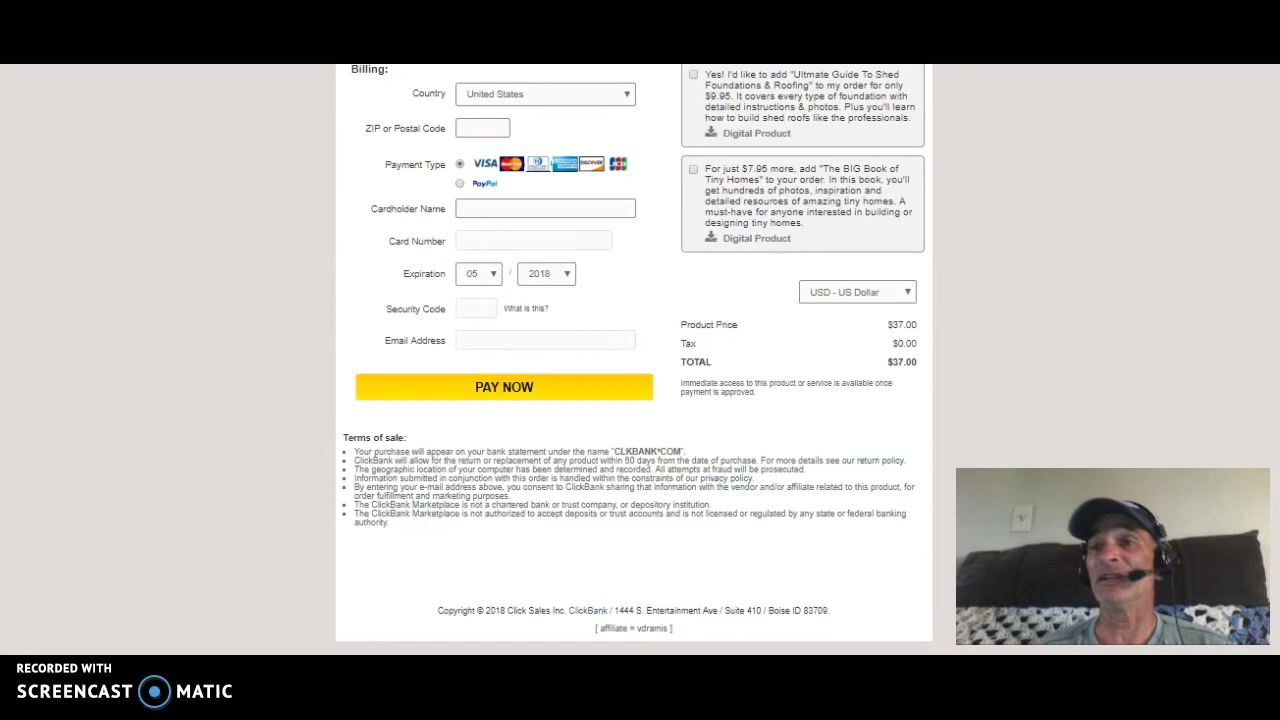 Billing:
Country
United States
ZIP or Postal Code
Payment Type
VISA
DISCOVER
JCB
PayPal
Cardholder Name
Card Number
Expiration
05
/
2018
Security Code
What is this?
Email Address
PAY NOW
Yes! I'd like to add "Ultmate Guide To Shed
Foundations & Roofing" to my order for only
$9.95. It covers every type of foundation with
detailed instructions & photos. Plus you'll learn
how to build shed roofs like the professionals.
Digital Product
For just $7.95 more, add "The BIG Book of
Tiny Homes" to your order. In this book, you'll
get hundreds of photos, inspiration and
detailed resources of amazing tiny homes. A
must-have for anyone interested in building or
designing tiny homes.
Digital Product
USD - US Dollar
Product Price $37.00
Tax $0.00
TOTAL $37.00
Immediate access to this product or service is available once
payment is approved.
Terms of sale:
Your purchase will appear on your bank statement under the name "CLKBANK*COM".
ClickBank will allow for the return or replacement of any product within 60 days from the date of purchase. For more details see our return policy.
The geographic location of your computer has been determined and recorded. All attempts at fraud will be prosecuted.
Information submitted in conjunction with this order is handled within the constraints of our privacy policy.
By entering your e-mail address above, you consent to ClickBank sharing that information with the vendor and/or affiliate related to this product, for
order fulfillment and marketing purposes.
The ClickBank Marketplace is not a chartered bank or trust company, or depository institution.
The ClickBank Marketplace is not authorized to accept deposits or trust accounts and is not licensed or regulated by any state or federal banking
authority.
Copyright © 2018 Click Sales Inc. ClickBank / 1444 S. Entertainment Ave / Suite 410 / Boise ID 83709.
[ affiliate = vdramis ]
RECORDED WITH
SCREENCAST MATIC